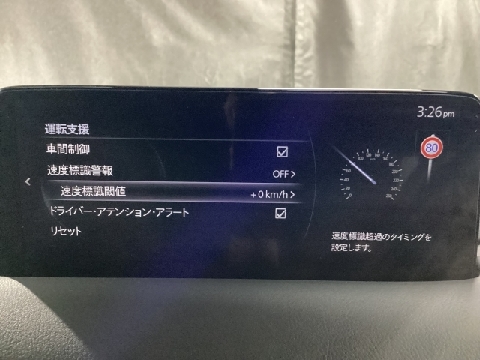 3:26pm
運転支援
車間制御
速度標識警報 OFF>
速度標識閾値 +0km/h>
ドライバー・アテンション・アラート
リセット
80
速度標識超過のタイミングを
設定します。